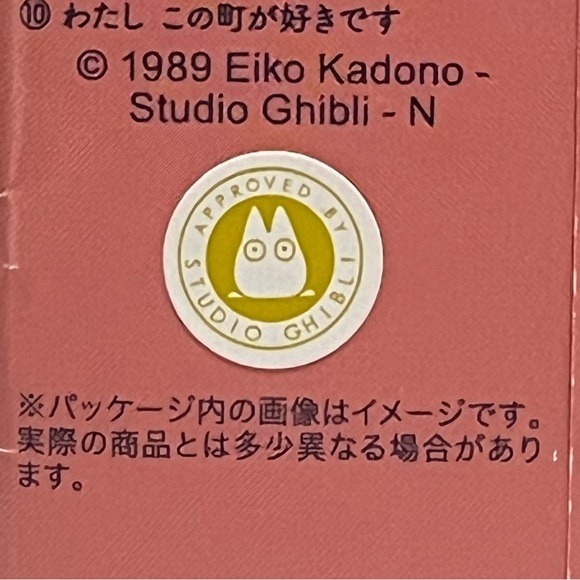 ⑩ わたし この町が好きです
© 1989 Eiko Kadono -
Studio Ghibli - N
APPROVED BY
STUDIO GHIBLI
※パッケージ内の画像はイメージです。
実際の商品とは多少異なる場合があり
ます。